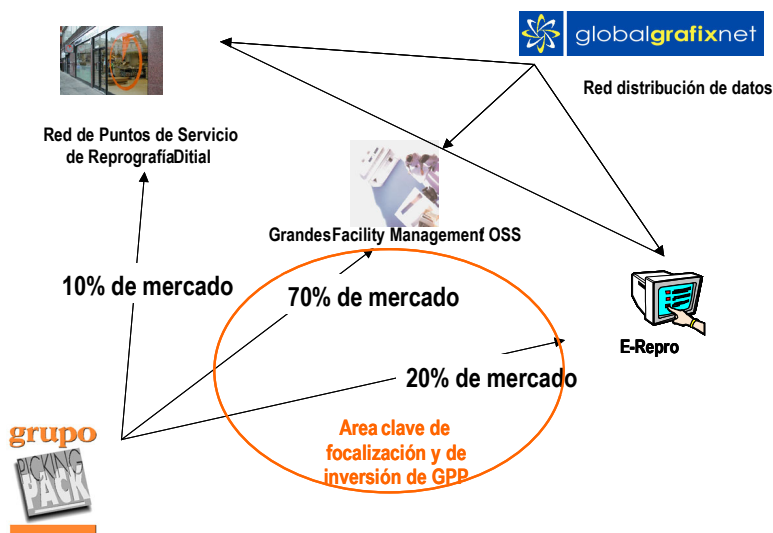 globalgrafixnet
Red distribución de datos
Red de Puntos de Servicio
de ReprografíaDitial
GrandesFacility Management OSS
10% de mercado
70% de mercado
E-Repro
20% de mercado
Area clave de
focalización y de
inversión de GPP
grupo
PICKING
PACK